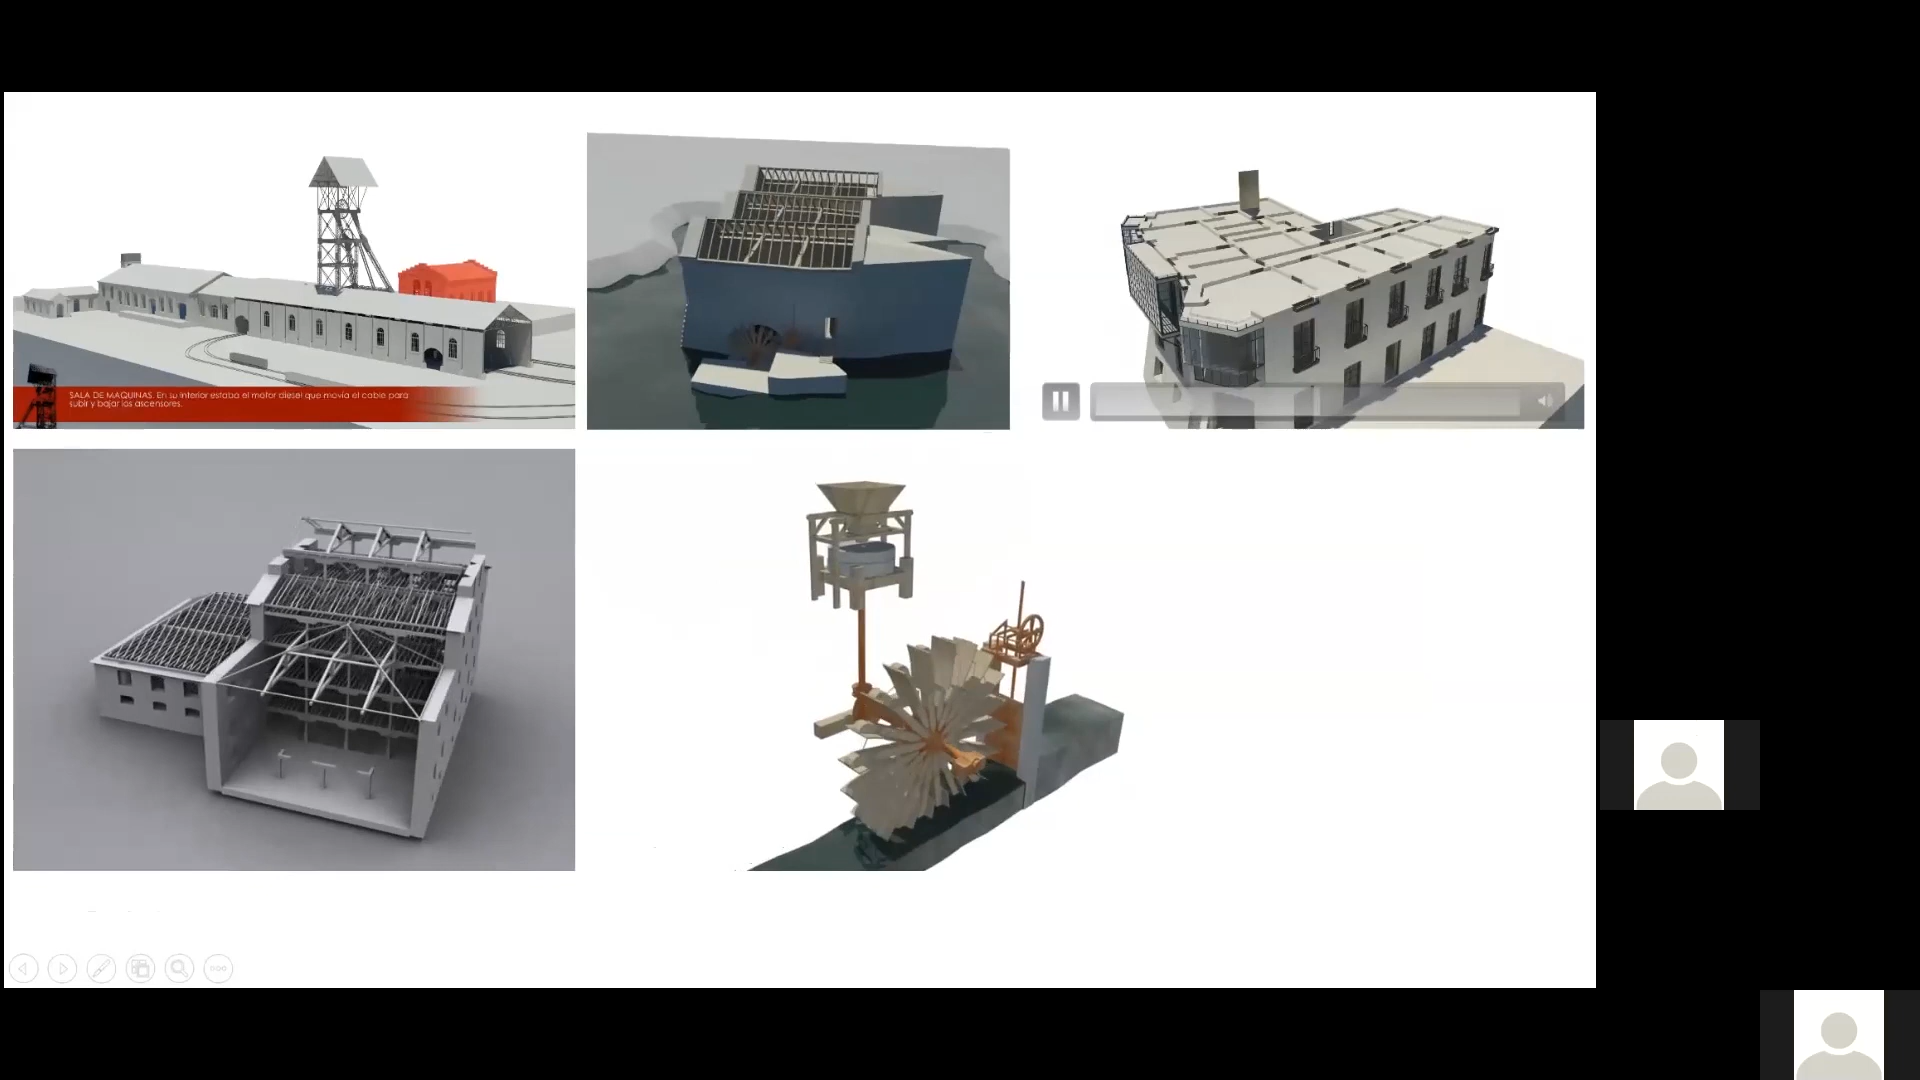 SALA DE MAQUINAS. En su interior estaba el motor diesel que movía el cable para
subir y bajar los ascensores.